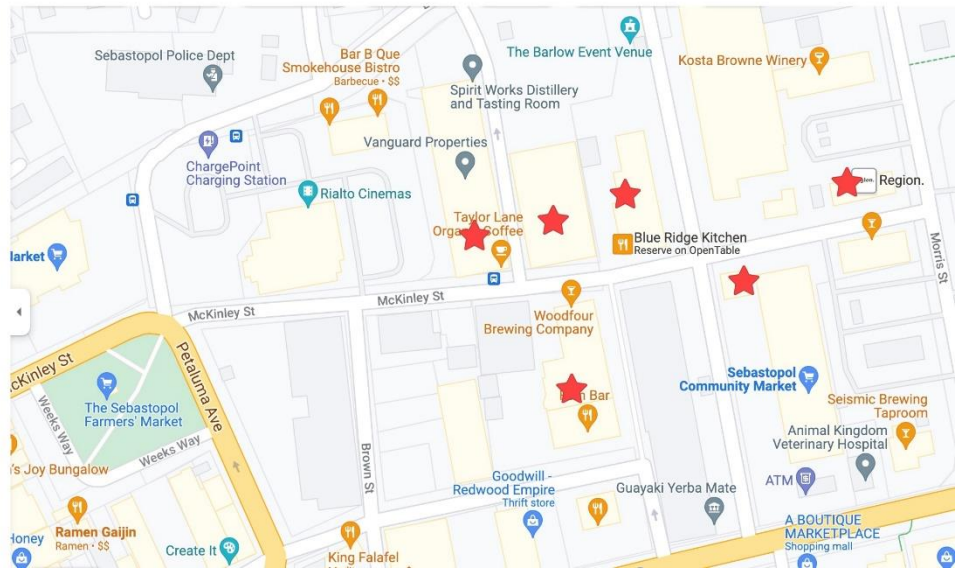 Sebastopol Police Dept
Bar B Que
Smokehouse Bistro
Barbecue • $$
The Barlow Event Venue
Kosta Browne Winery
Spirit Works Distillery
and Tasting Room
Vanguard Properties
ChargePoint
Charging Station
Rialto Cinemas
Region.
Taylor Lane
Organic Coffee
Blue Ridge Kitchen
Reserve on OpenTable
Market
Morris St
McKinley St
McKinley St
Woodfour
Brewing Company
McKinley St
Petaluma Ave
The Sebastopol
Farmers' Market
Sebastopol
Community Market
Bar
Seismic Brewing
Taproom
Weeks Way
Weeks Way
Brown St
Animal Kingdom
Veterinary Hospital
's Joy Bungalow
Goodwill -
Redwood Empire
Thrift store
Guayaki Yerba Mate
ATM
Ramen Gaijin
Ramen • $$
Honey
Create It
King Falafel
A BOUTIQUE
MARKETPLACE
Shopping mall